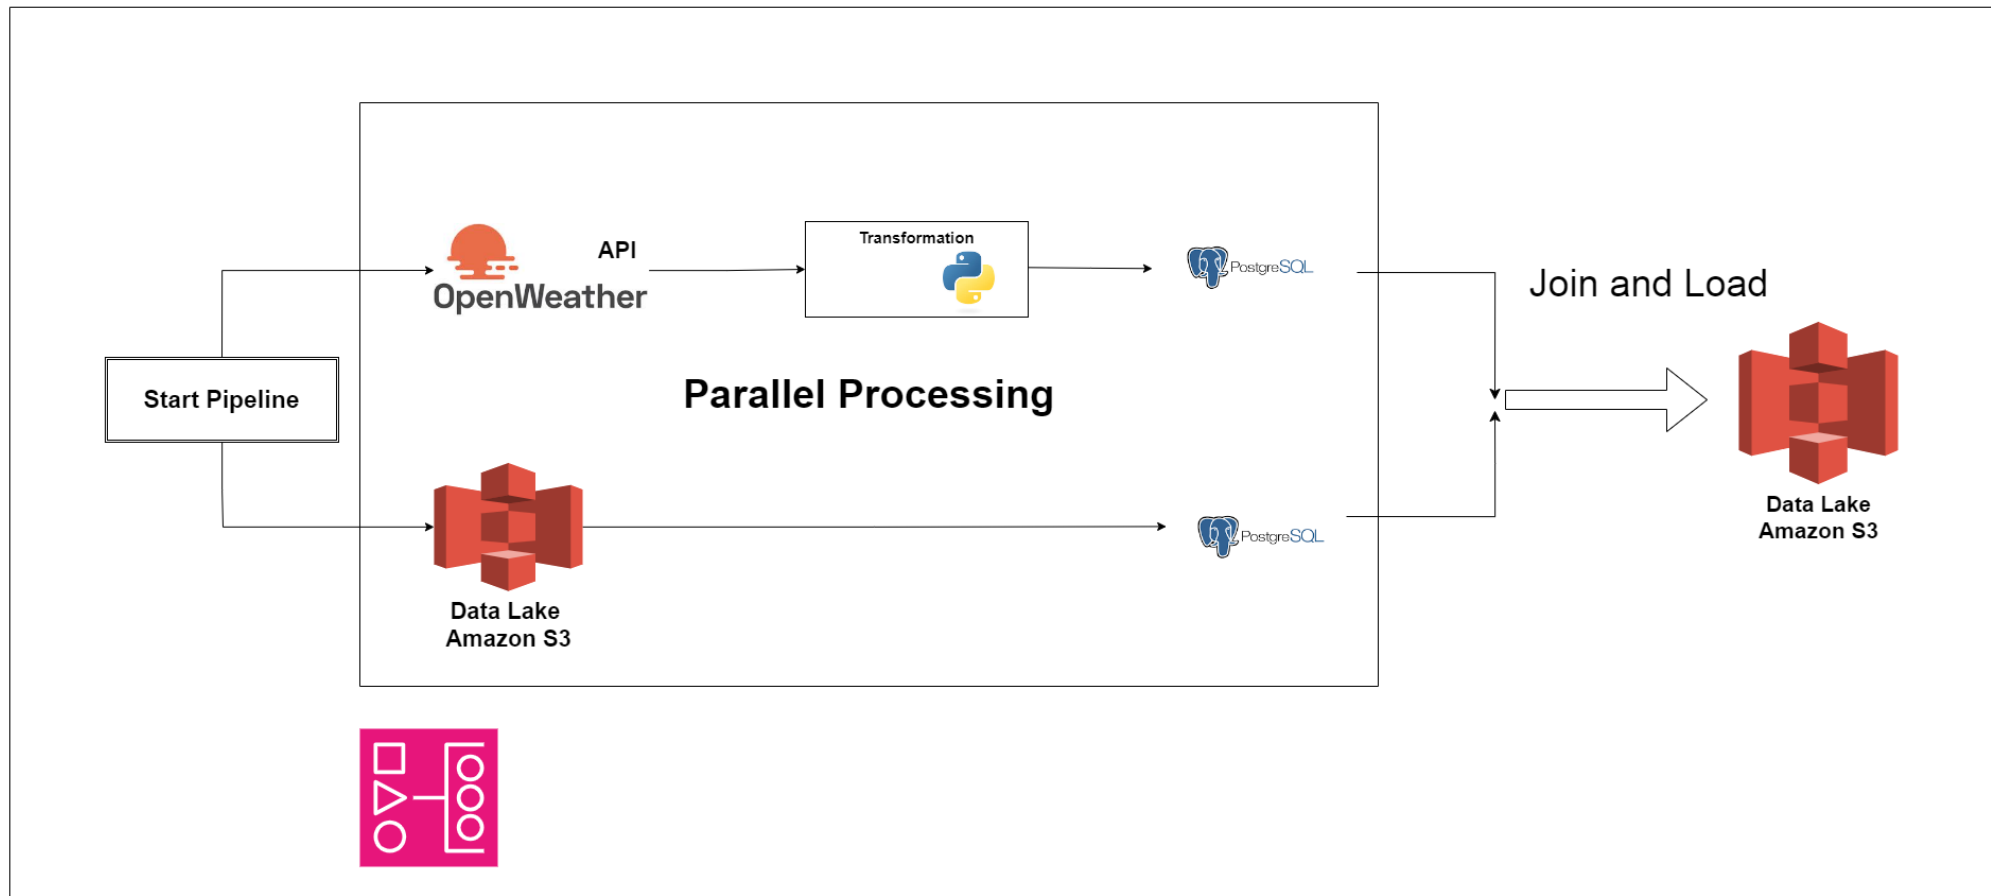 API
OpenWeather
Transformation
PostgreSQL
Join and Load
Start Pipeline
Parallel Processing
PostgreSQL
Data Lake
Amazon S3
Data Lake
Amazon S3